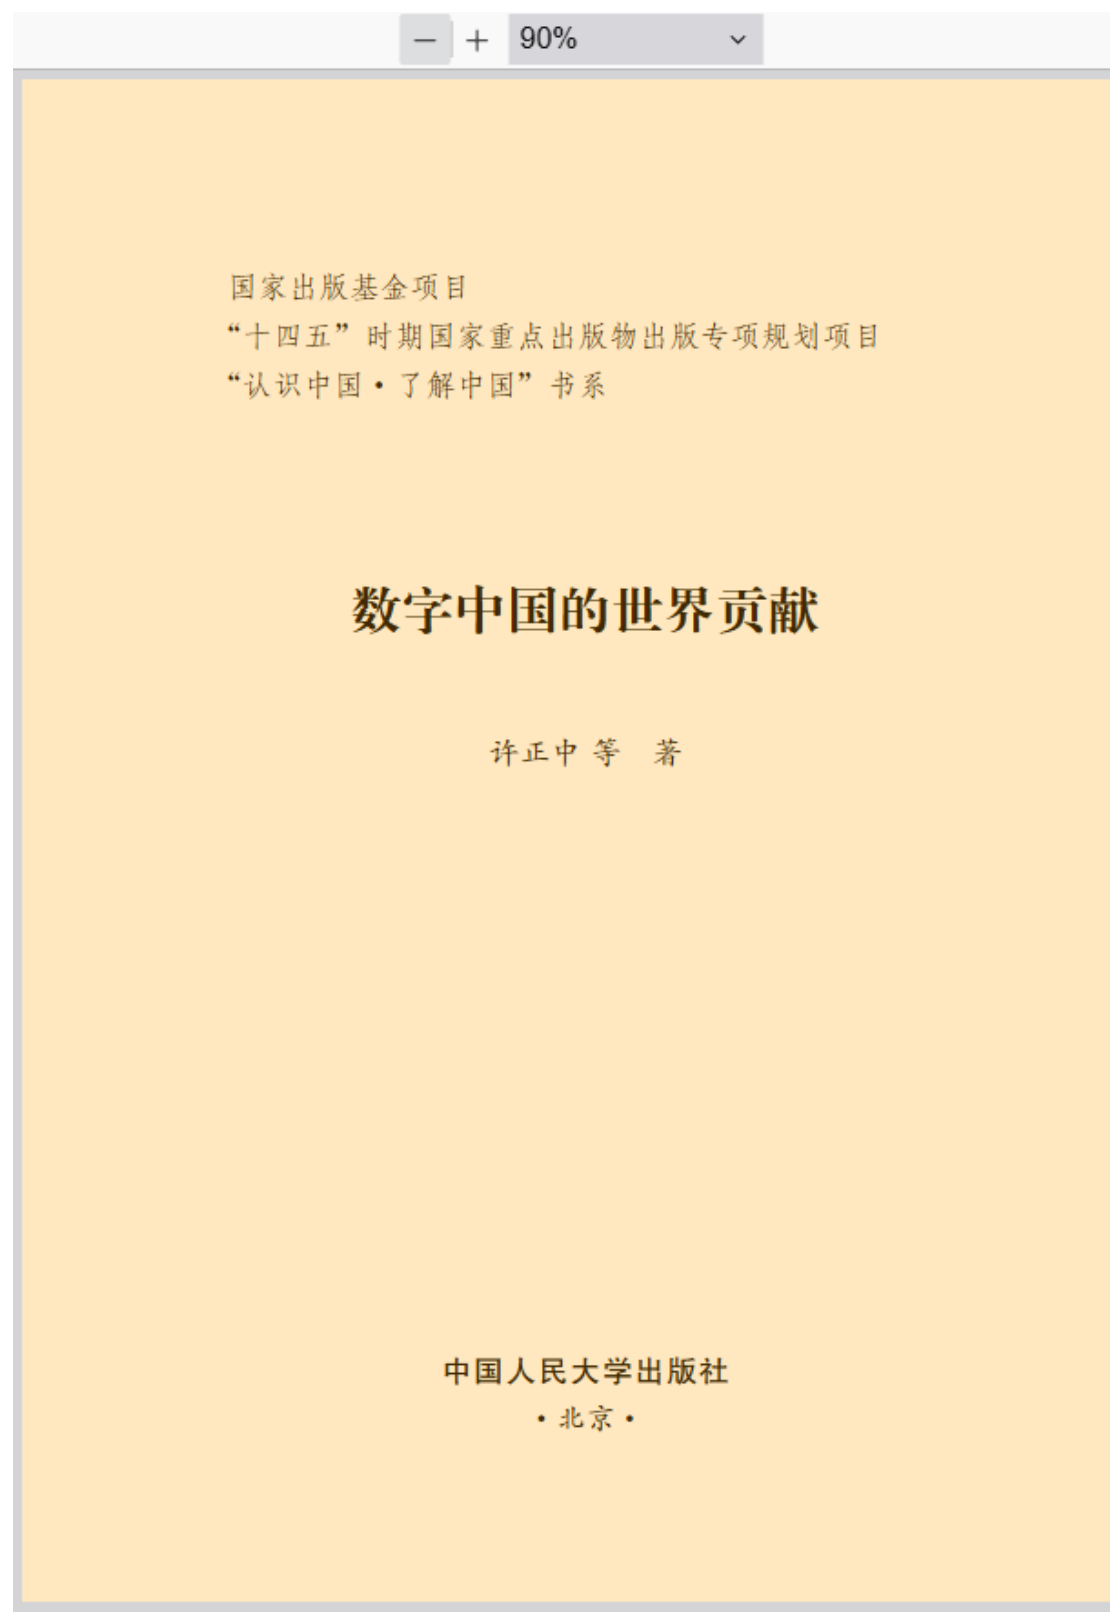 90%
国家出版基金项目
“十四五”时期国家重点出版物出版专项规划项目
“认识中国·了解中国”书系
数字中国的世界贡献
许正中 等 著
中国人民大学出版社
·北京·